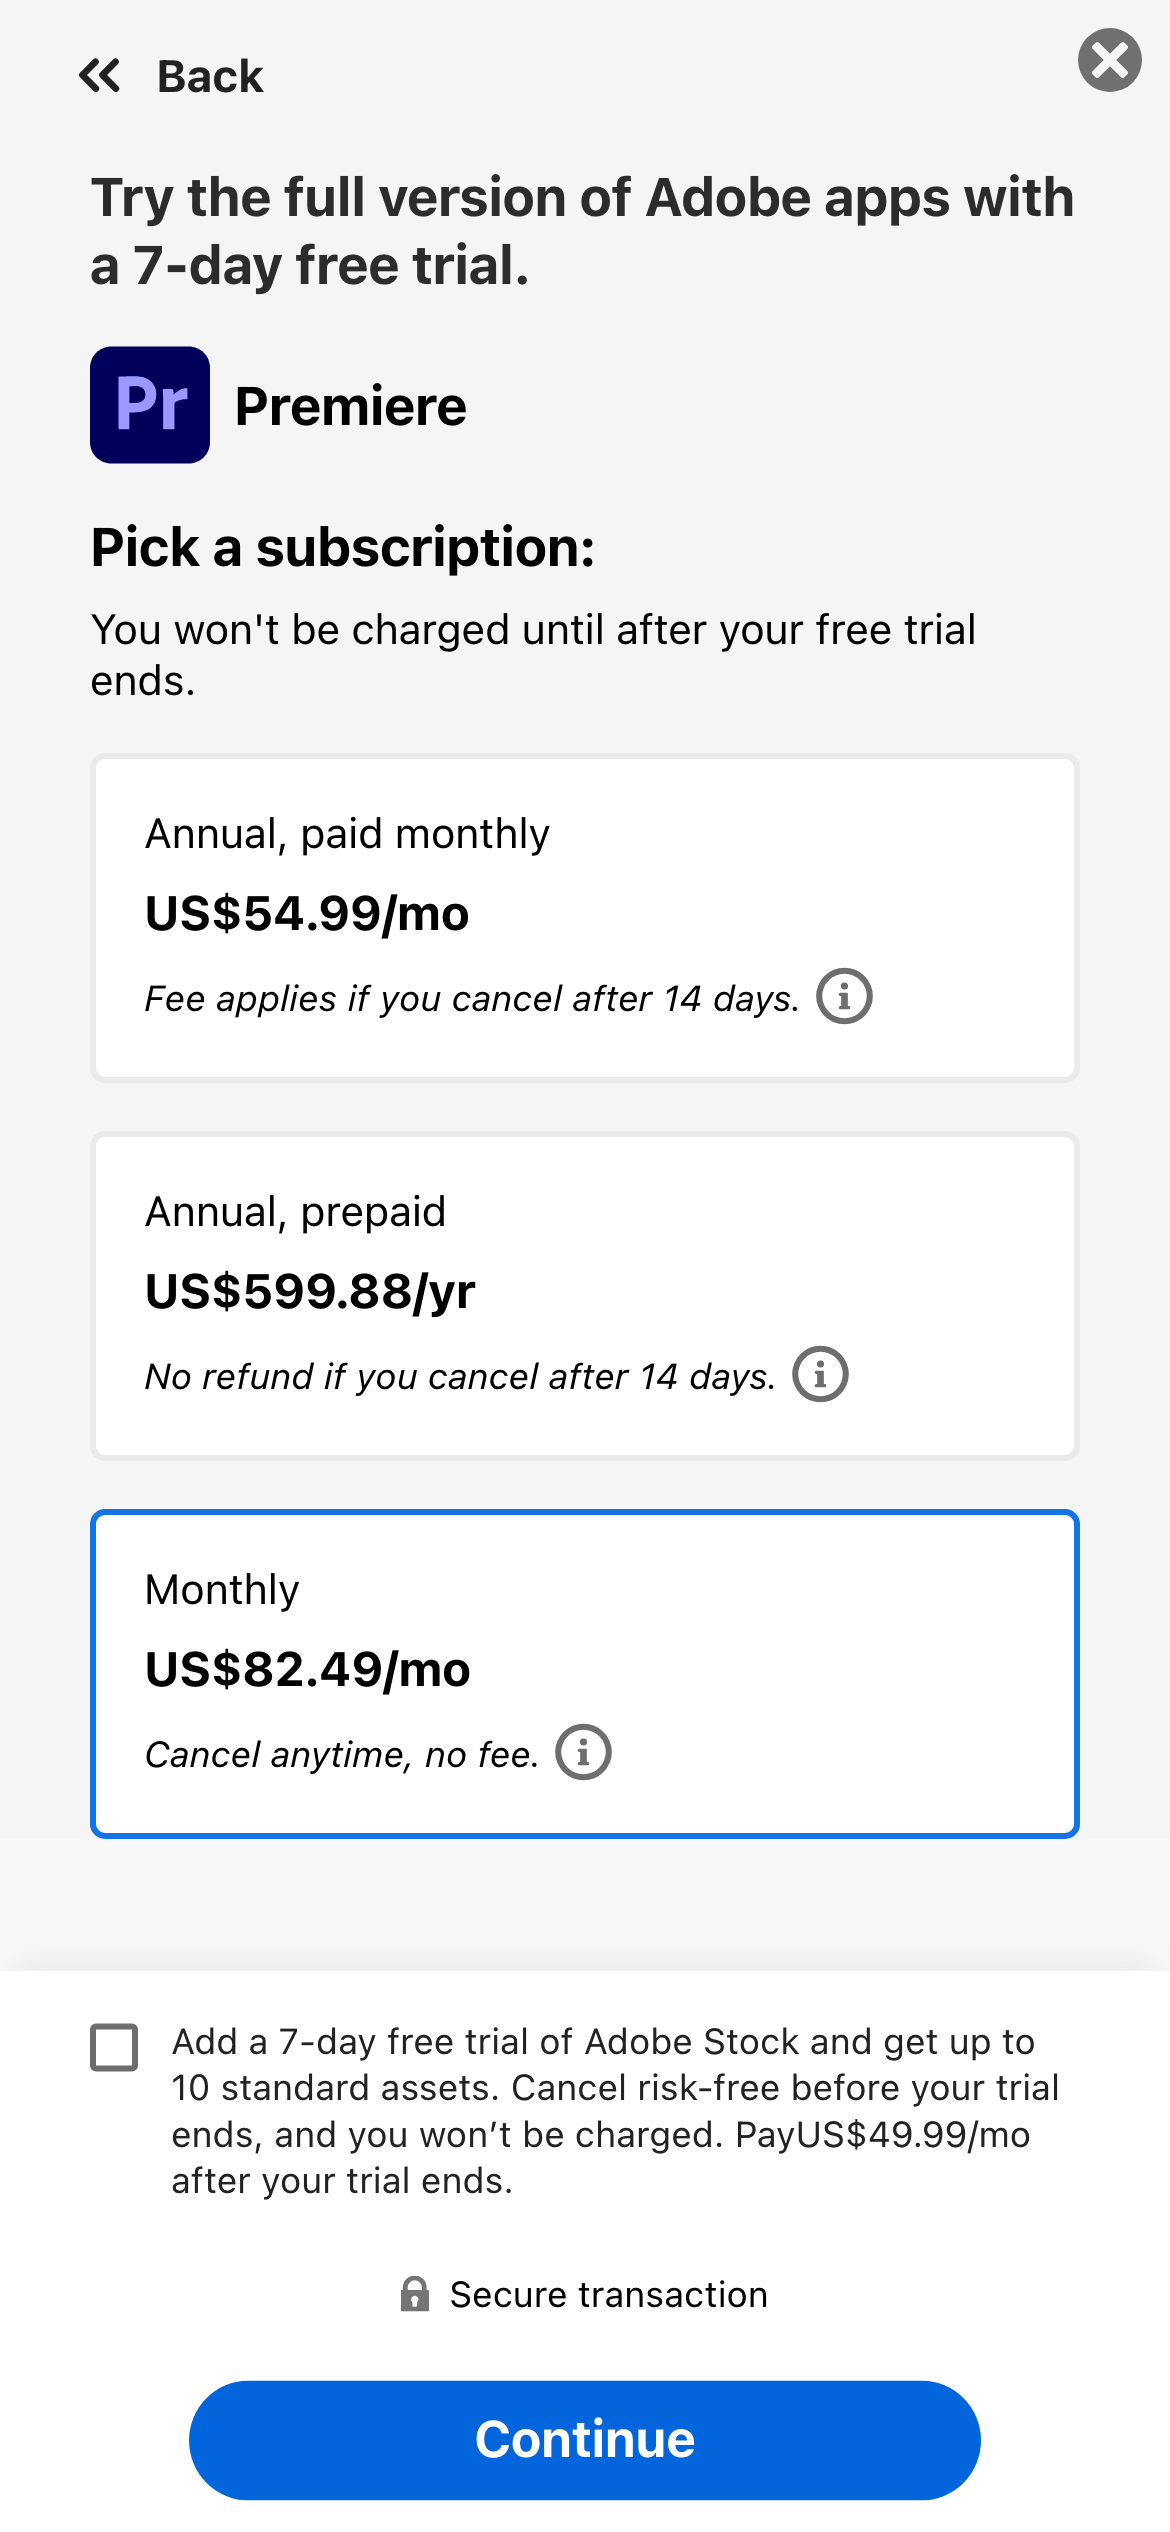 Back
Try the full version of Adobe apps with
a 7-day free trial.
Pr
Premiere
Pick a subscription:
You won't be charged until after your free trial
ends.
Annual, paid monthly
US$54.99/mo
Fee applies if you cancel after 14 days.
Annual, prepaid
US$599.88/yr
No refund if you cancel after 14 days.
Monthly
US$82.49/mo
Cancel anytime, no fee.
Add a 7-day free trial of Adobe Stock and get up to
10 standard assets. Cancel risk-free before your trial
ends, and you won’t be charged. PayUS$49.99/mo
after your trial ends.
Secure transaction
Continue